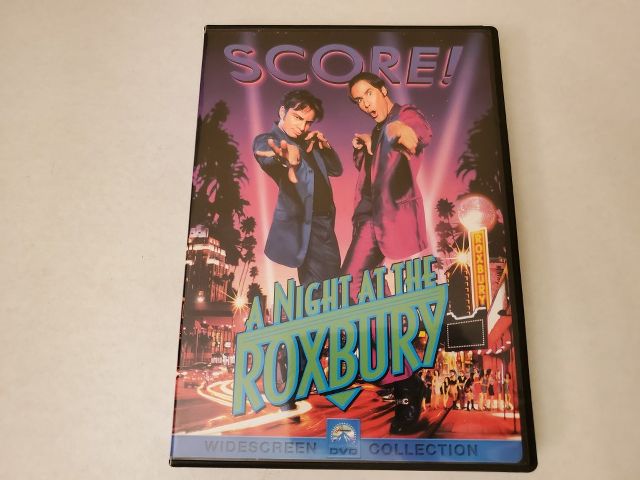 SCORE!
A NIGHT AT THE
ROXBURY
ROXBURY
WIDESCREEN DVD COLLECTION